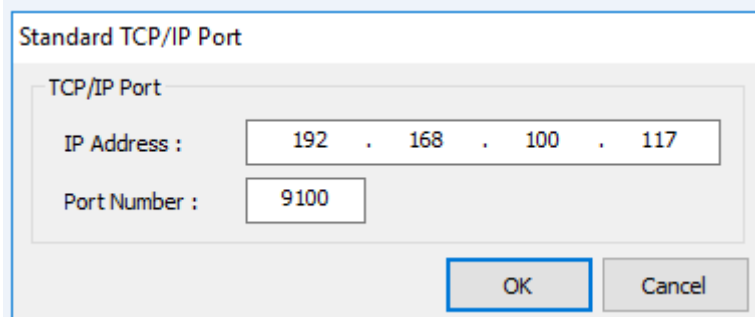 Standard TCP/IP Port
TCP/IP Port
IP Address : 192 . 168 . 100 . 117
Port Number : 9100
OK Cancel